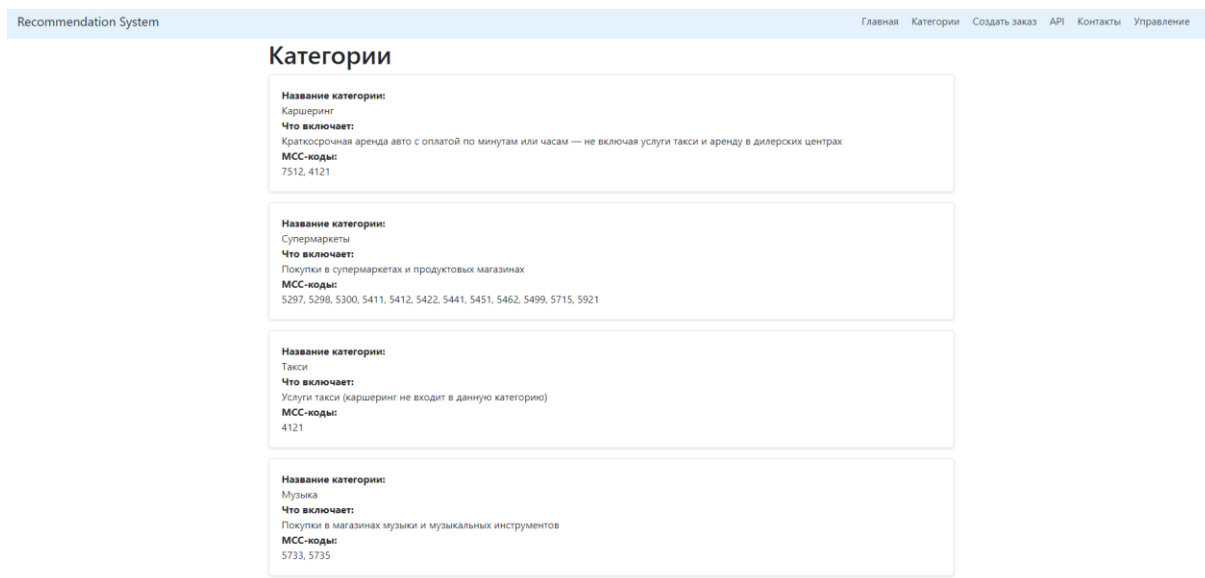 Recommendation System
Главная Категории Создать заказ API Контакты Управление
Категории
Название категории:
Каршеринг
Что включает:
Краткосрочная аренда авто с оплатой по минутам или часам — не включая услуги такси и аренду в дилерских центрах
МСС-коды:
7512, 4121
Название категории:
Супермаркеты
Что включает:
Покупки в супермаркетах и продуктовых магазинах
МСС-коды:
5297, 5298, 5300, 5411, 5412, 5422, 5441, 5451, 5462, 5499, 5715, 5921
Название категории:
Такси
Что включает:
Услуги такси (каршеринг не входит в данную категорию)
МСС-коды:
4121
Название категории:
Музыка
Что включает:
Покупки в магазинах музыки и музыкальных инструментов
МСС-коды:
5733, 5735